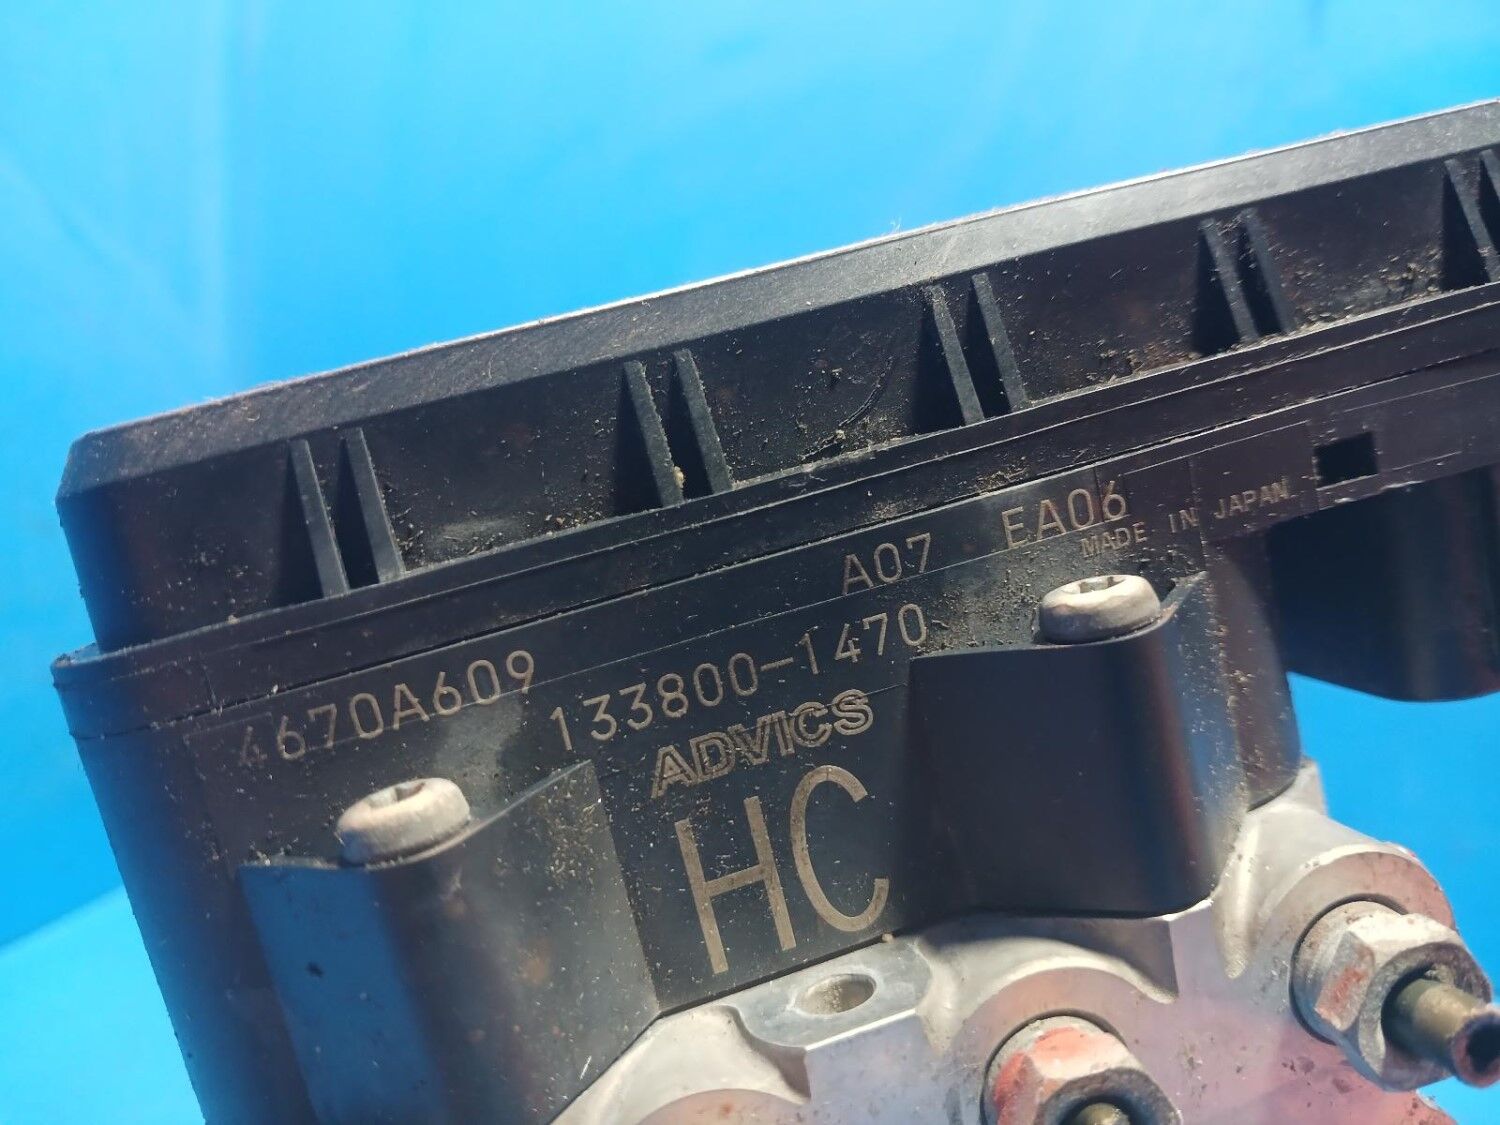 A07 EA06
MADE IN JAPAN
4670A609 133800-1470
ADVICS
HC